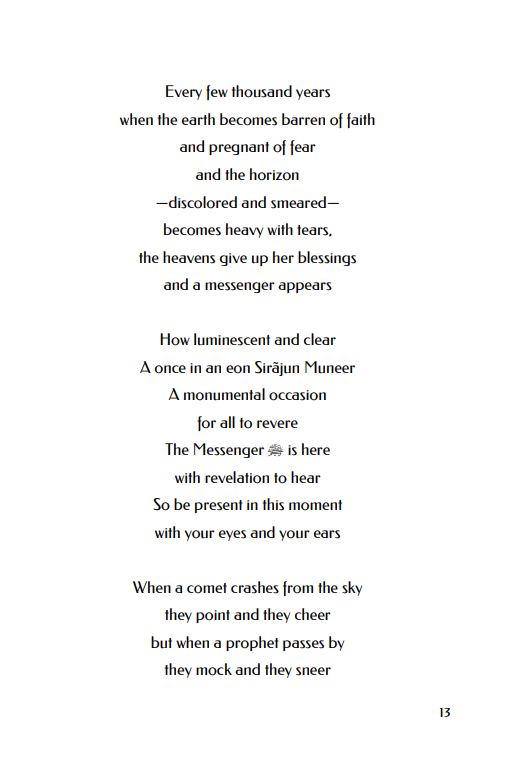 Every few thousand years
when the earth becomes barren of faith
and pregnant of fear
and the horizon
—discolored and smeared—
becomes heavy with tears,
the heavens give up her blessings
and a messenger appears

How luminescent and clear
A once in an eon Sirãjun Muneer
A monumental occasion
for all to revere
The Messenger ﷺ is here
with revelation to hear
So be present in this moment
with your eyes and your ears

When a comet crashes from the sky
they point and they cheer
but when a prophet passes by
they mock and they sneer

13